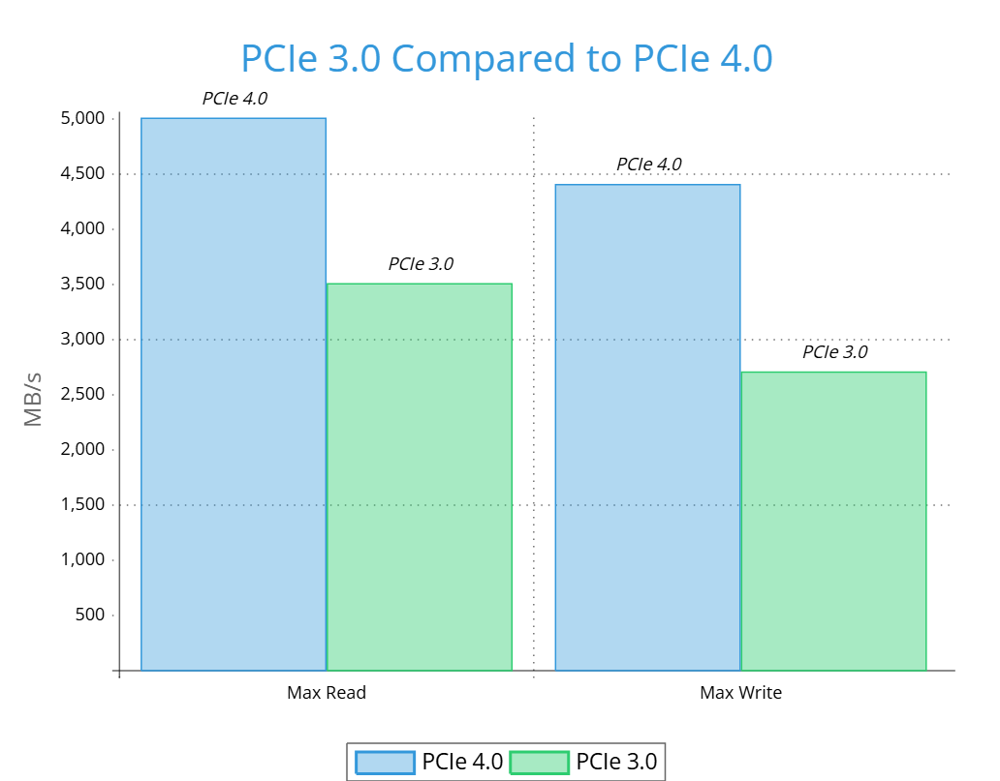 PCIe 3.0 Compared to PCIe 4.0
PCIe 4.0
5,000
PCIe 4.0
4,500
4,000
PCIe 3.0
3,500
3,000
PCIe 3.0
MB/s
2,500
2,000
1,500
1,000
500
Max Read
Max Write
PCIe 4.0
PCIe 3.0